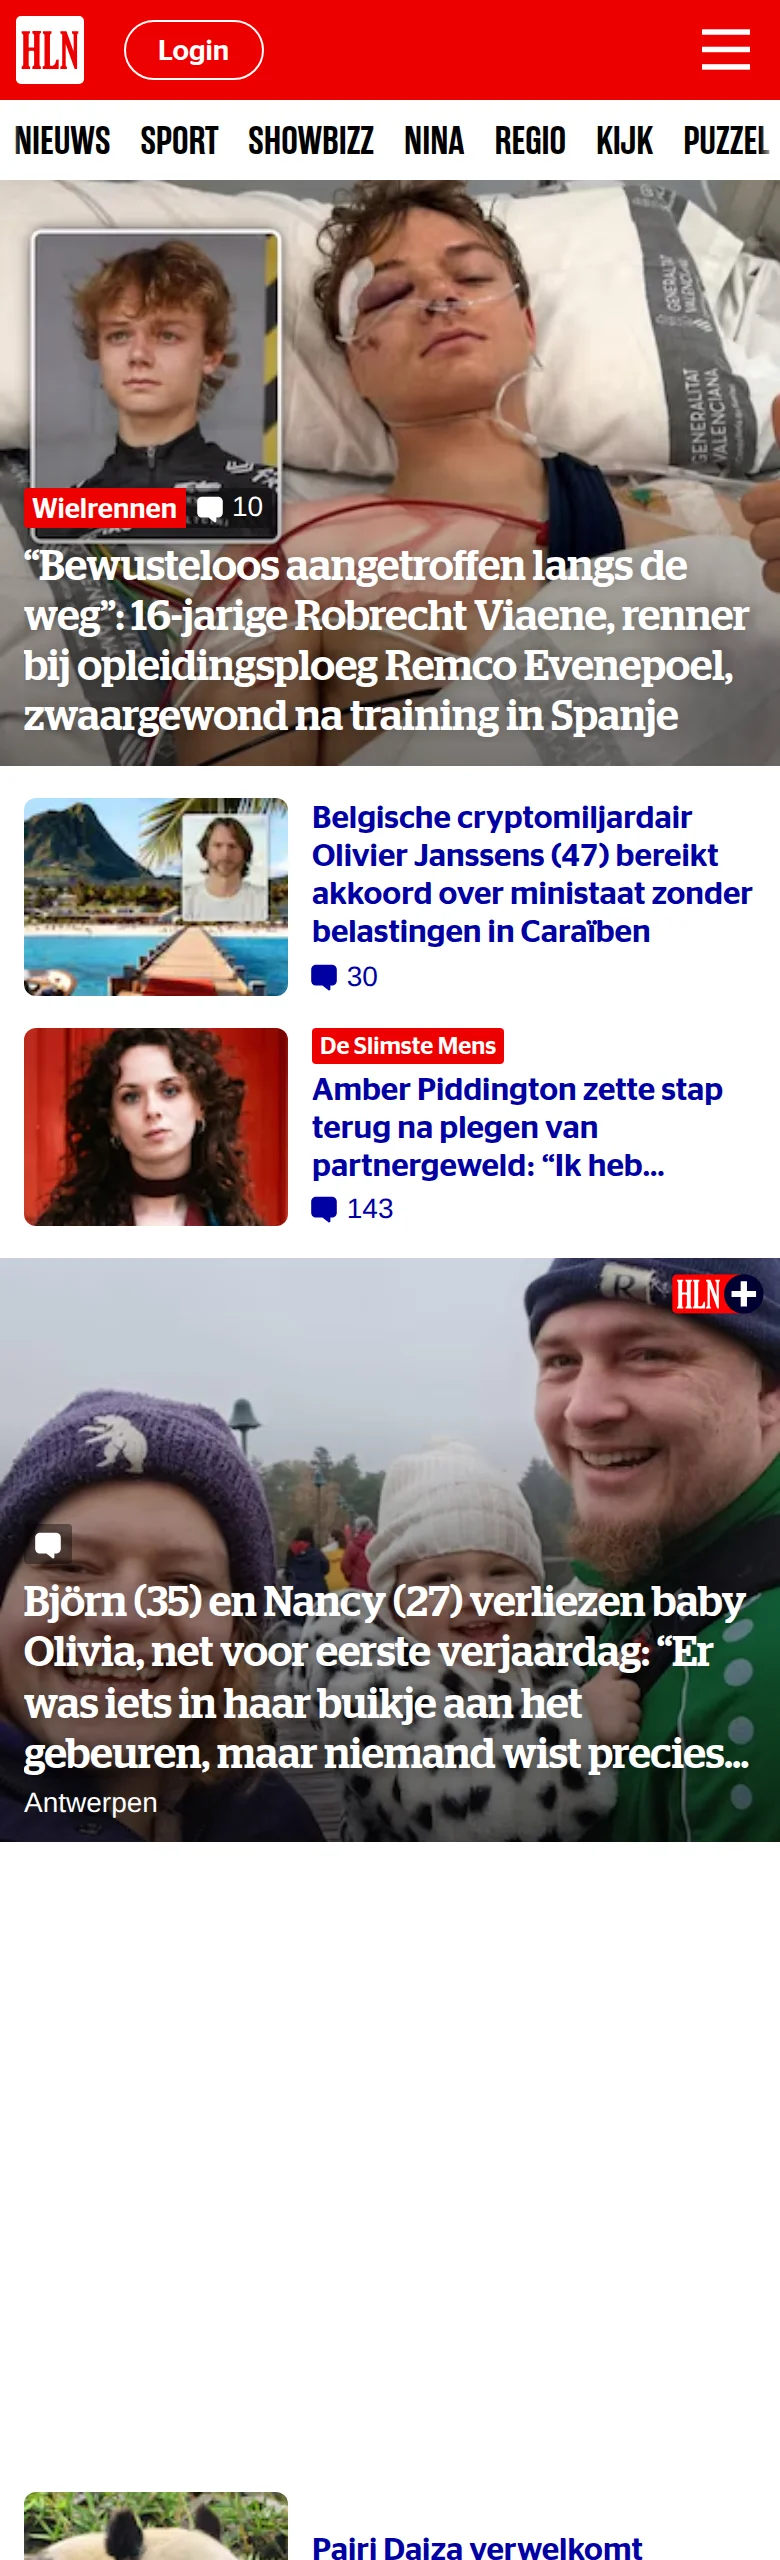 HLN
Login
NIEUWS SPORT SHOWBIZZ NINA REGIO KIJK PUZZEL
GENERALITAT
VALENCIANA
GENERALITAT
VALENCIANA
Wielrennen 10
“Bewusteloos aangetroffen langs de
weg”: 16-jarige Robrecht Viaene, renner
bij opleidingsploeg Remco Evenepoel,
zwaargewond na training in Spanje
Belgische cryptomiljardair
Olivier Janssens (47) bereikt
akkoord over ministaat zonder
belastingen in Caraïben
30
De Slimste Mens
Amber Piddington zette stap
terug na plegen van
partnergeweld: “Ik heb...
143
HLN+
Björn (35) en Nancy (27) verliezen baby
Olivia, net voor eerste verjaardag: “Er
was iets in haar buikje aan het
gebeuren, maar niemand wist precies...
Antwerpen
Pairi Daiza verwelkomt